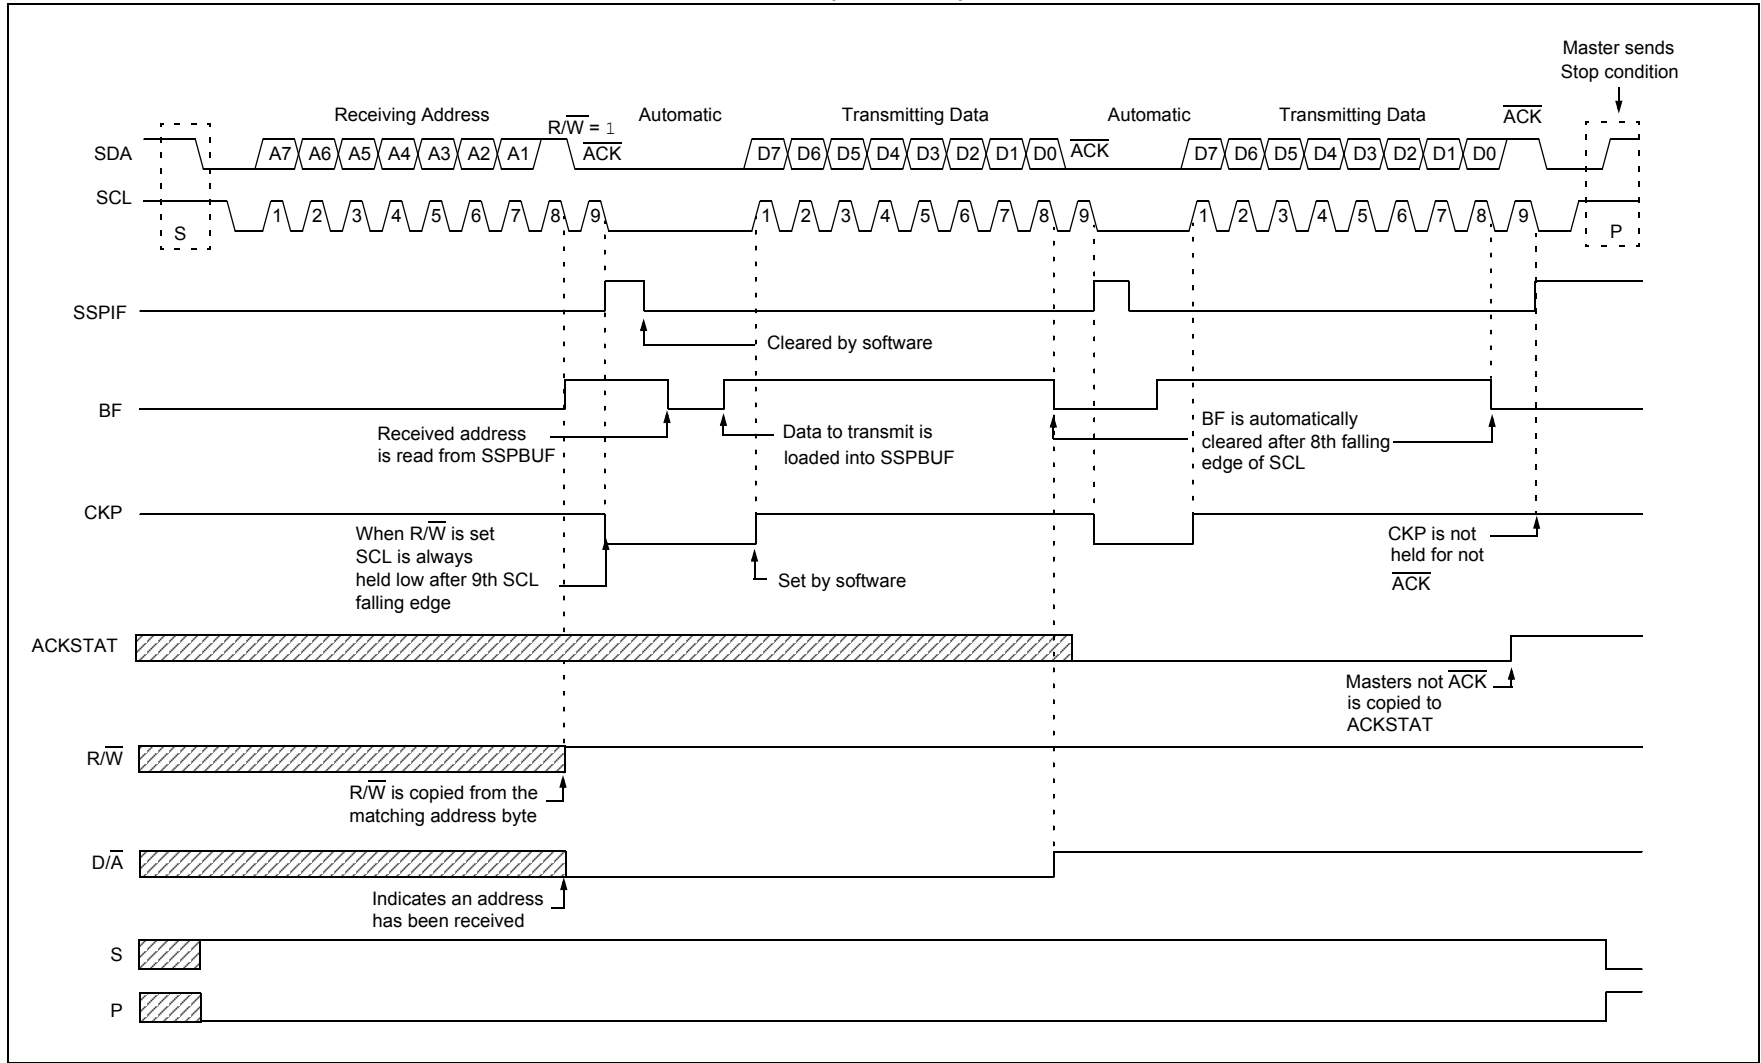 Master sends
Stop condition
Receiving Address
Automatic
Transmitting Data
Automatic
Transmitting Data
A̅C̅K̅
R/W̅ = 1
SDA
A7 A6 A5 A4 A3 A2 A1
A̅C̅K̅
D7 D6 D5 D4 D3 D2 D1 D0
A̅C̅K̅
D7 D6 D5 D4 D3 D2 D1 D0
SCL
S
1 2 3 4 5 6 7 8 9
1 2 3 4 5 6 7 8 9
1 2 3 4 5 6 7 8 9
P
SSPIF
Cleared by software
BF
Received address
is read from SSPBUF
Data to transmit is
loaded into SSPBUF
BF is automatically
cleared after 8th falling
edge of SCL
CKP
When R/W̅ is set
SCL is always
held low after 9th SCL
falling edge
Set by software
CKP is not
held for not
A̅C̅K̅
ACKSTAT
Masters not A̅C̅K̅
is copied to
ACKSTAT
R/W̅
R/W̅ is copied from the
matching address byte
D/A̅
Indicates an address
has been received
S
P